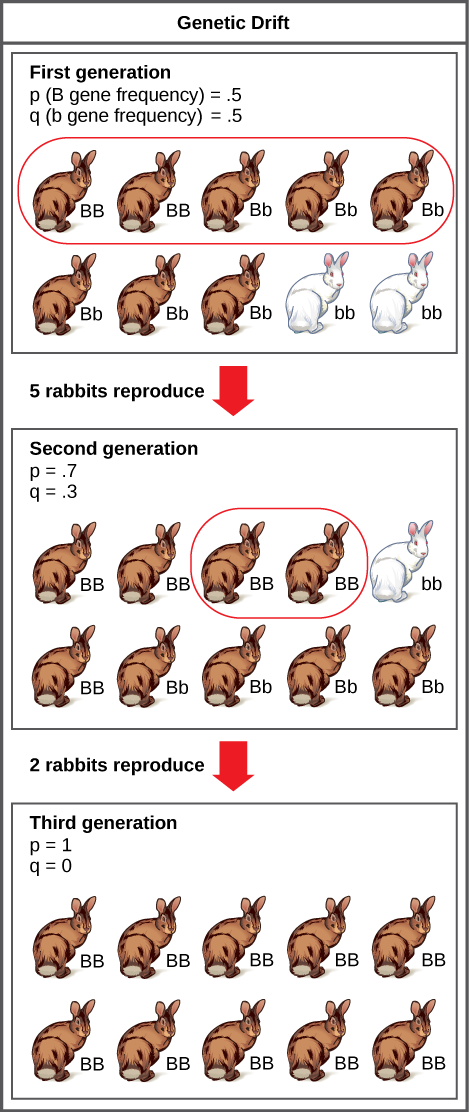 Genetic Drift
First generation
p (B gene frequency) = .5
q (b gene frequency) = .5
BB BB Bb Bb Bb
Bb Bb Bb bb bb
5 rabbits reproduce
Second generation
p = .7
q = .3
BB BB BB BB bb
BB Bb Bb Bb Bb
2 rabbits reproduce
Third generation
p = 1
q = 0
BB BB BB BB BB
BB BB BB BB BB